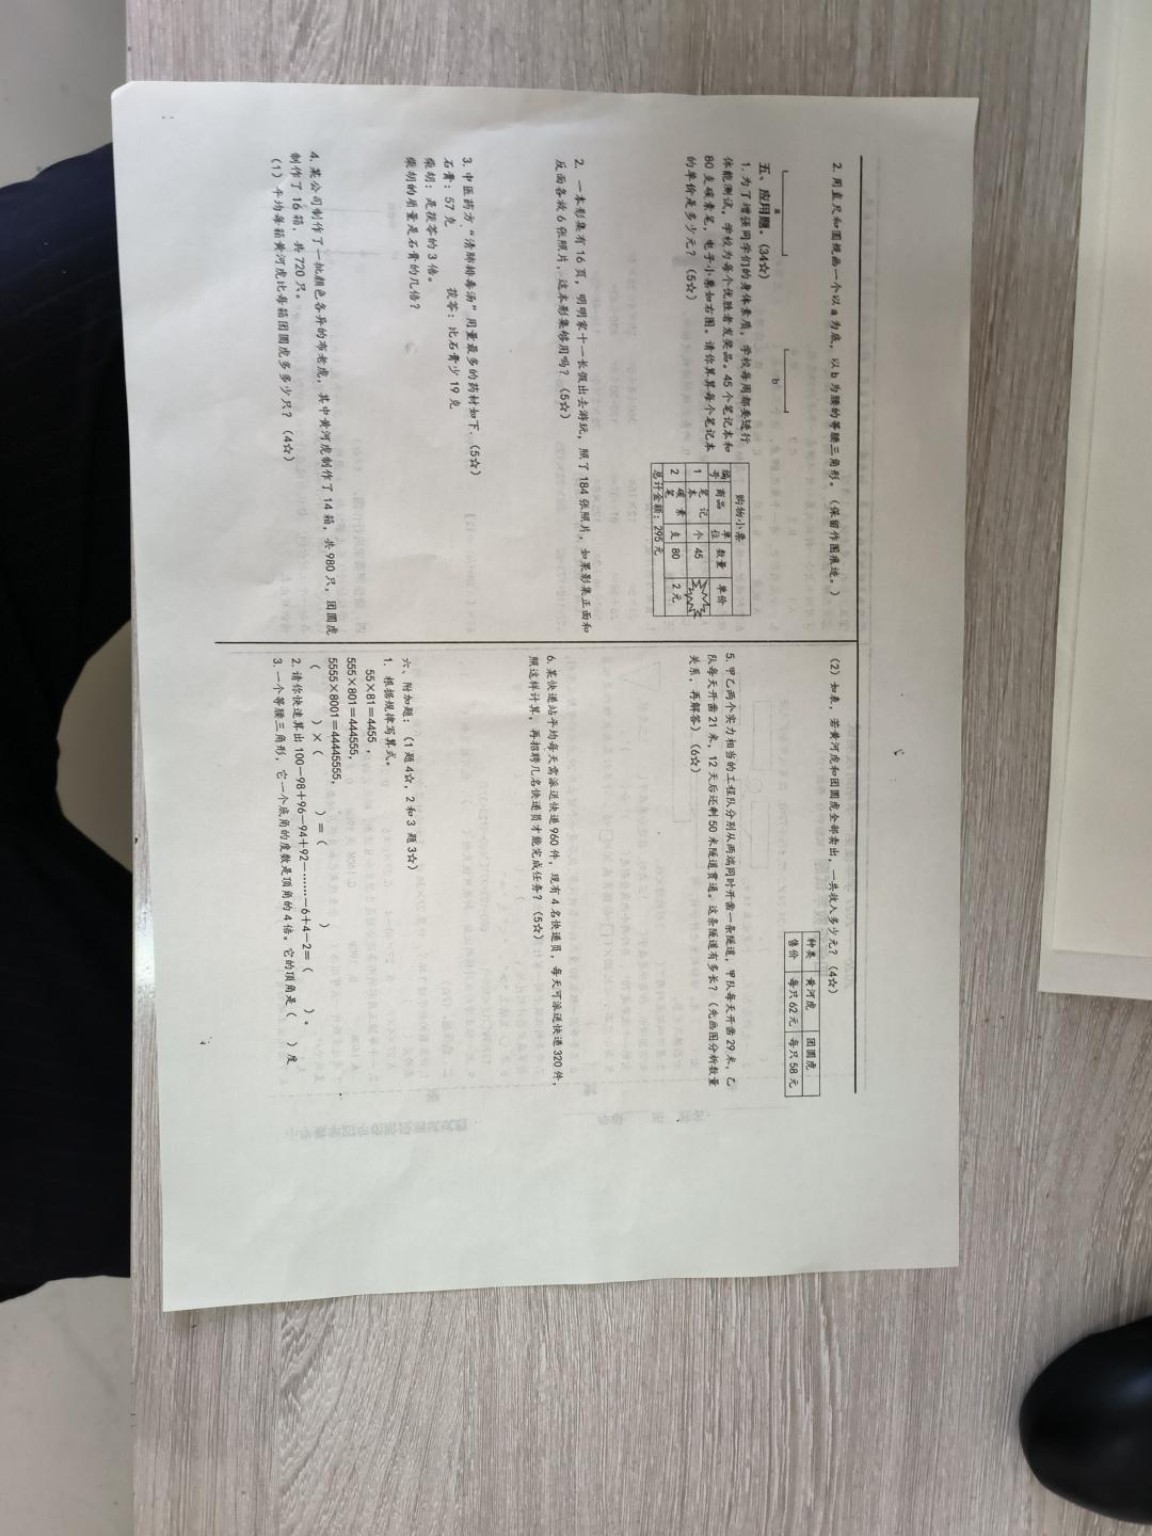 2. 用直尺和圆规画一个以a为底，以b为腰的等腰三角形。（保留作图痕迹。）
a
b
五、应用题。（34☆）
1. 为了增强同学们的身体素质，学校每周都要进行
体能测试，学校为每个优胜者发奖品。45个笔记本和
80支碳素笔，电子小票如右图。请你算算每个笔记本
的单价是多少元？（5☆）
购物小票
编号 商品 单位 数量 单价
1 笔记本 个 45
2 碳素笔 支 80 2元
总计金额：295元
2. 一本影集有16页，明明家十一长假出去游玩，照了184张照片，如果影集正面和
反面各放6张照片，这本影集够用吗？（5☆）
3. 中医药方“清肺排毒汤”用量最多的药材如下。（5☆）
石膏：57克 茯苓：比石膏少19克
柴胡：是茯苓的3倍。
柴胡的质量是石膏的几倍？
4. 某公司制作了一批颜色各异的布老虎，其中黄河虎制作了14箱，共980只，团圆虎
制作了16箱，共720只。
（1）平均每箱黄河虎比每箱团圆虎多多少只？（4☆）
（2）如表，若黄河虎和团圆虎全部卖出，一共收入多少元？（4☆）
种类 黄河虎 团圆虎
售价 每只62元 每只58元
5. 甲乙两个实力相当的工程队分别从两端同时开凿一条隧道，甲队每天开凿29米，乙
队每天开凿21米，12天后还剩50米隧道贯通。这条隧道有多长？（先画图分析数量
关系，再解答）（6☆）
6. 某快递站平均每天需派送快递960件，现有4名快递员，每天可派送快递320件，
照这样计算，再招聘几名快递员才能完成任务？（5☆）
六、附加题：（1题4☆，2和3题3☆）
1. 根据规律写算式。
55×81=4455，
555×801=444555，
5555×8001=44445555，
（ ）×（ ）=（ ）
2. 请你快速算出100-98+96-94+92-……-6+4-2=（ ）。
3. 一个等腰三角形，它一个底角的度数是顶角的4倍，它的顶角是（ ）度